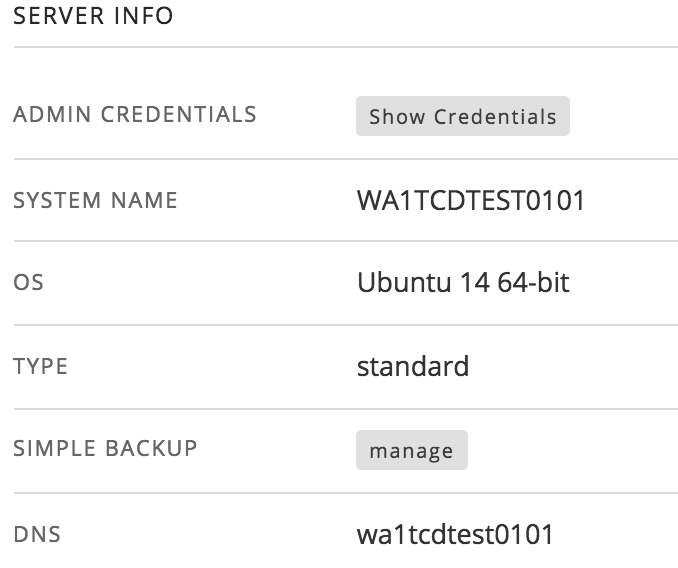 SERVER INFO
ADMIN CREDENTIALS Show Credentials
SYSTEM NAME WA1TCDTEST0101
OS Ubuntu 14 64-bit
TYPE standard
SIMPLE BACKUP manage
DNS wa1tcdtest0101